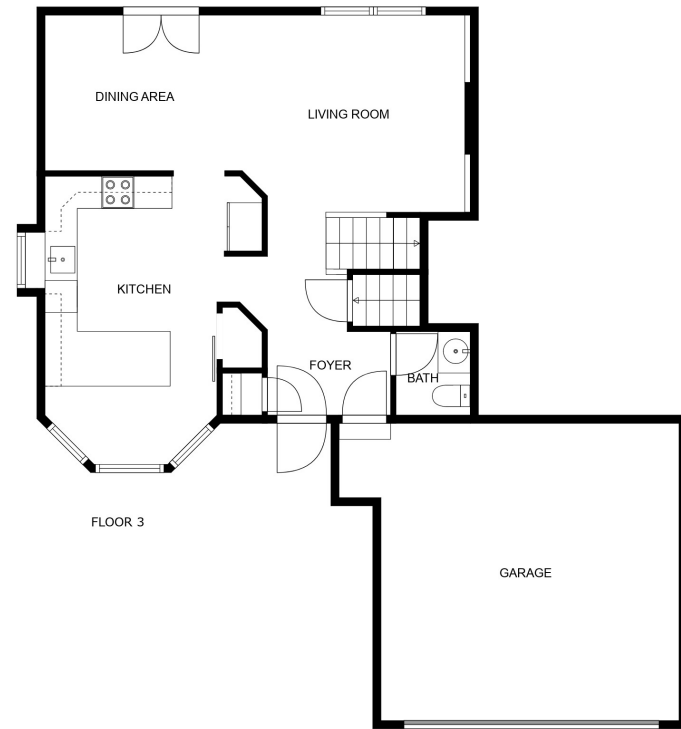 DINING AREA
LIVING ROOM
KITCHEN
FOYER
BATH
FLOOR 3
GARAGE